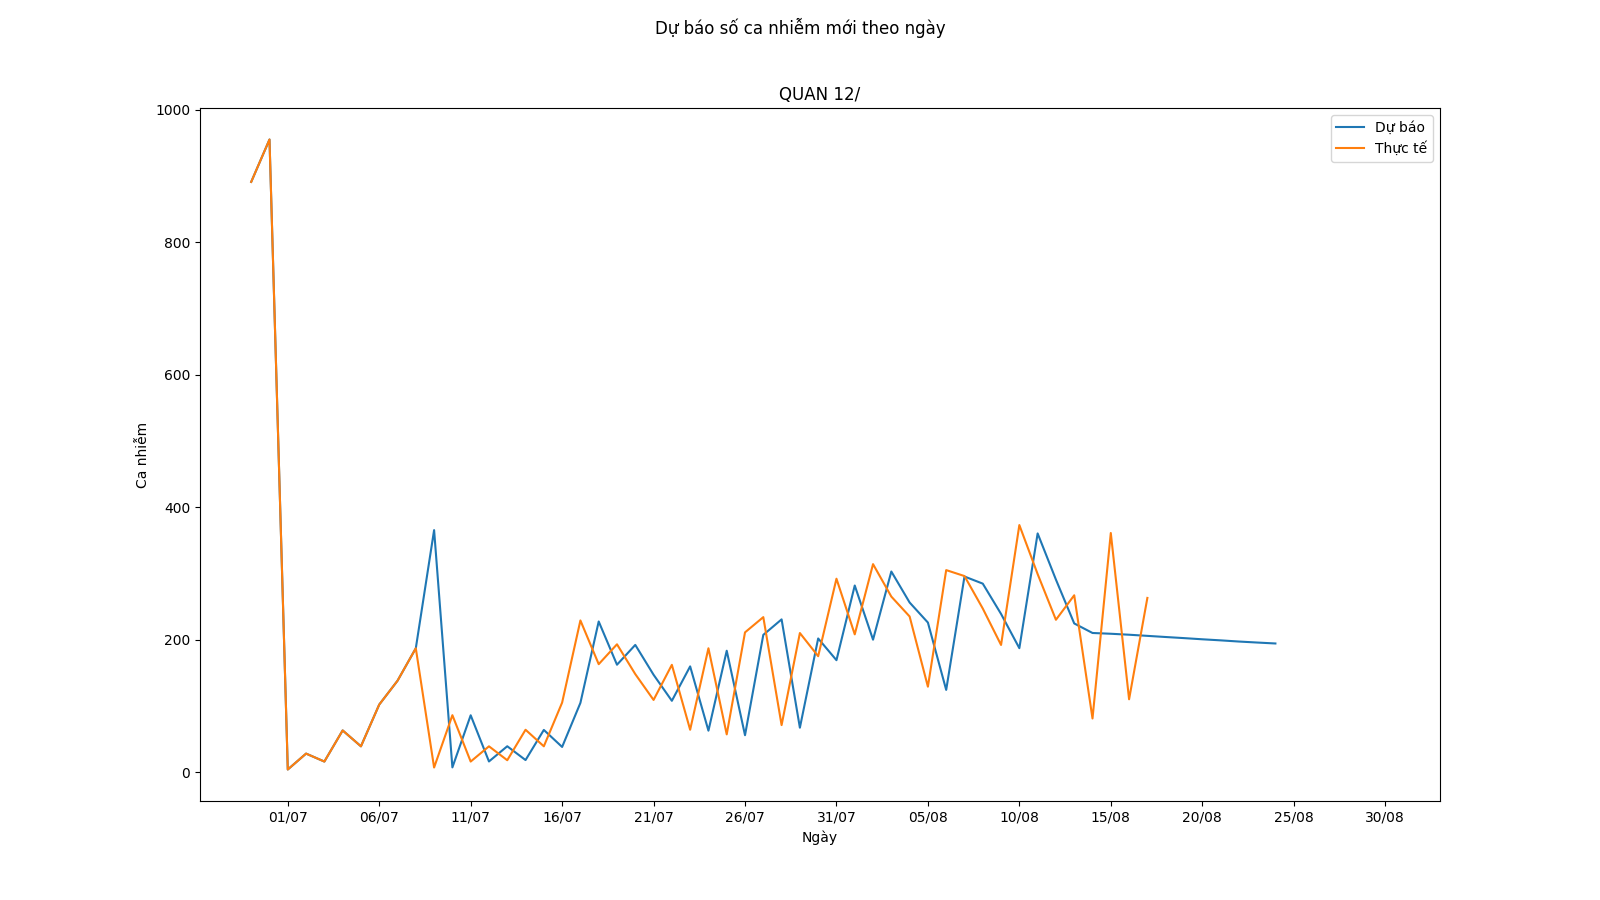 Dự báo số ca nhiễm mới theo ngày
QUAN 12/
1000
800
600
400
200
0
Ca nhiễm
Dự báo
Thực tế
01/07 06/07 11/07 16/07 21/07 26/07 31/07 05/08 10/08 15/08 20/08 25/08 30/08
Ngày